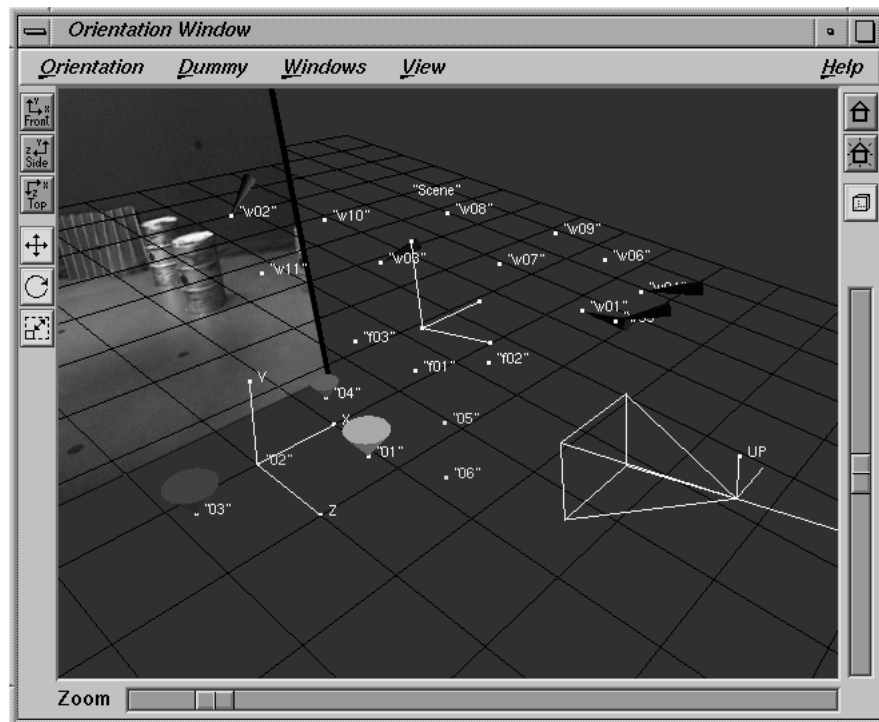 Orientation Window
Orientation Dummy Windows View Help
Y X
Front
Z Y
Side
X Z
Top
"Scene"
"w02" "w10" "w08"
"w09"
"w11" "w03" "w07" "w06"
"w01"
"f03"
"f01" "f02"
Y
"04"
X "05"
"01"
"02" UP
"06"
"03" Z
Zoom